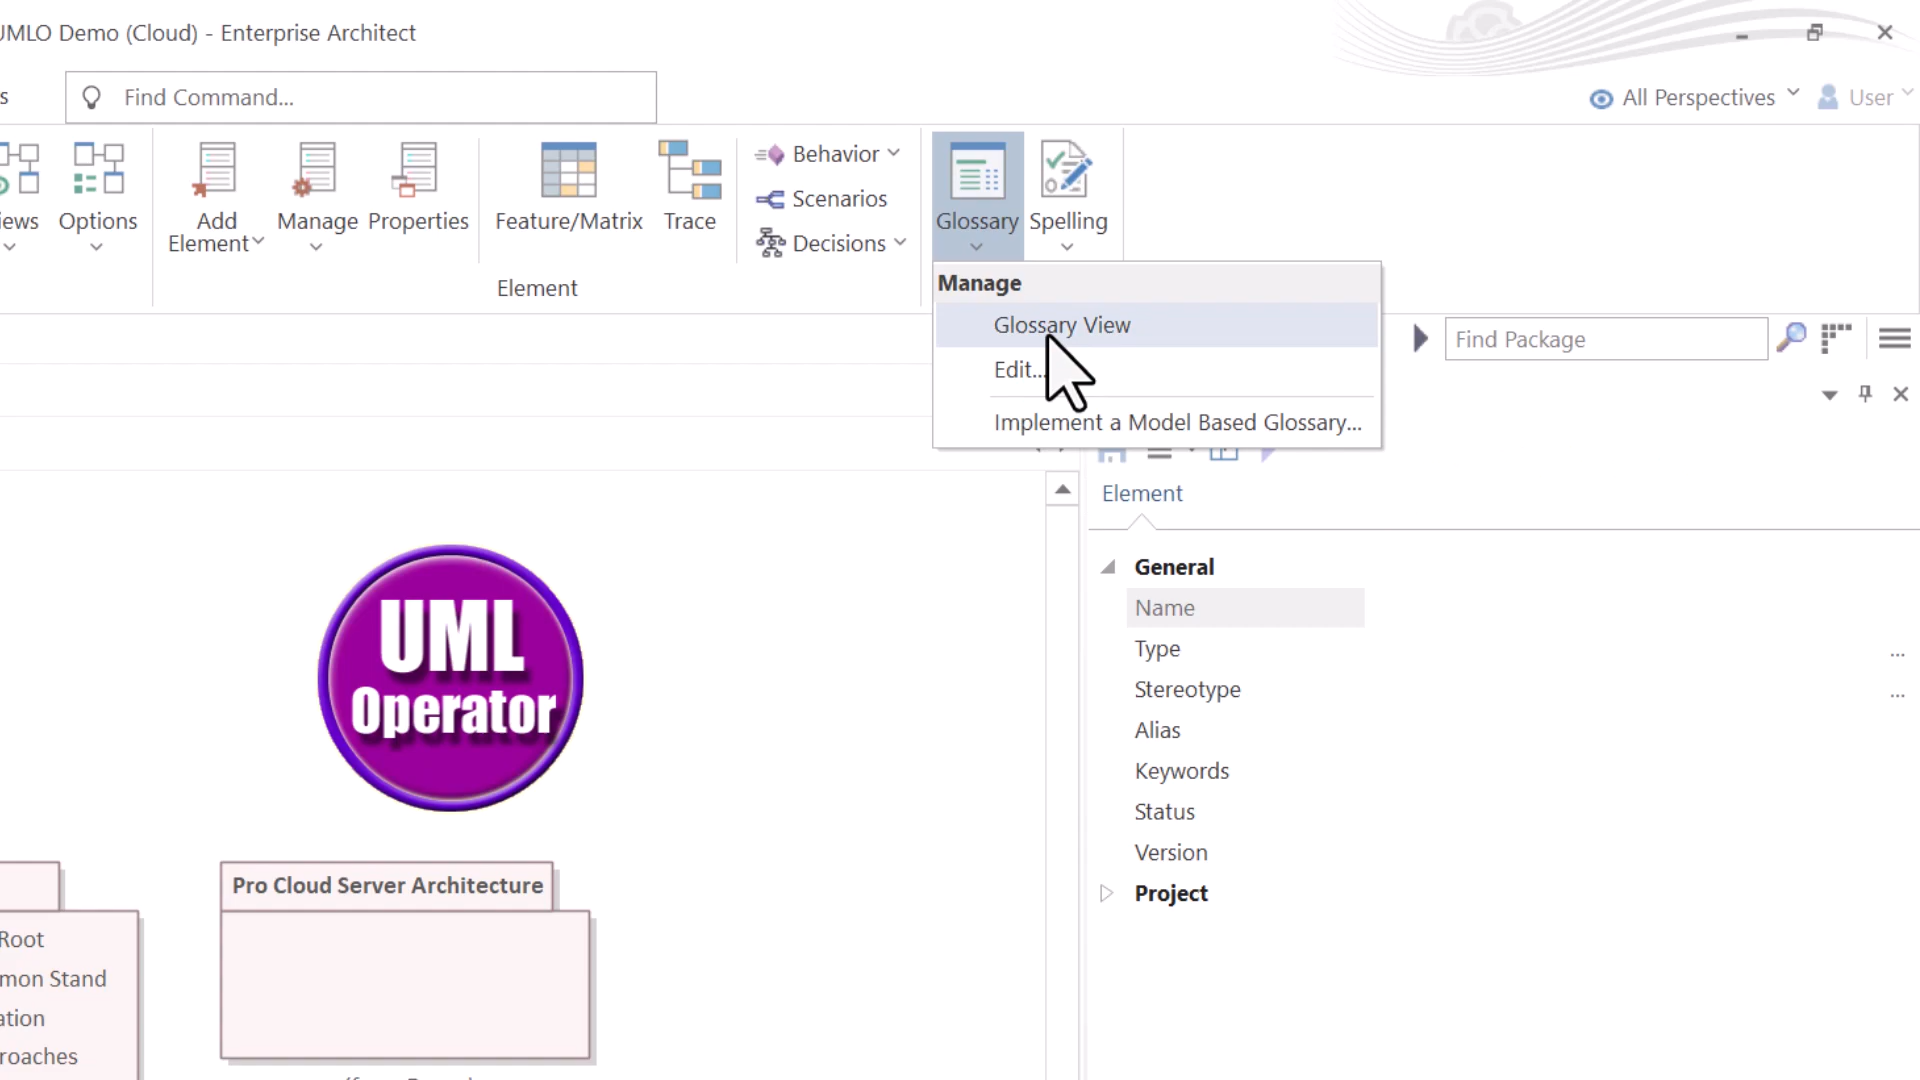 UMLO Demo (Cloud) - Enterprise Architect
s
Find Command...
All Perspectives
User
iews
Options
Add
Element
Manage
Properties
Feature/Matrix
Trace
Behavior
Scenarios
Decisions
Glossary
Spelling
Element
Manage
Glossary View
Edit...
Implement a Model Based Glossary...
Find Package
Element
General
Name
Type
...
Stereotype
...
Alias
Keywords
Status
Version
Project
UML
Operator
Pro Cloud Server Architecture
Root
mon Stand
ation
roaches